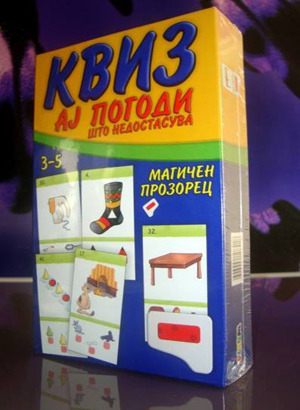 КВИЗ
АЈ ПОГОДИ
ШТО НЕДОСТАСУВА
3-5
МАГИЧЕН
ПРОЗОРЕЦ
32.